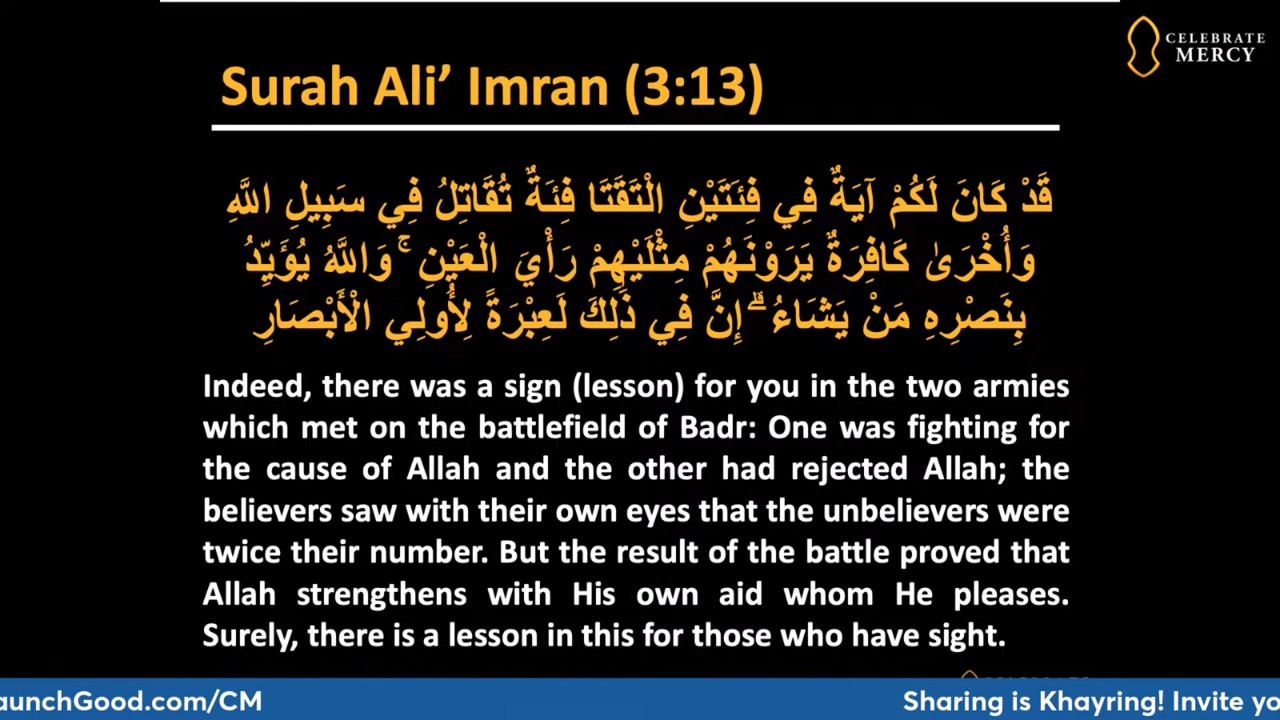 CELEBRATE
MERCY
Surah Ali’ Imran (3:13)
قَدْ كَانَ لَكُمْ آيَةٌ فِي فِئَتَيْنِ الْتَقَتَا فِئَةٌ تُقَاتِلُ فِي سَبِيلِ اللَّهِ
وَأُخْرَىٰ كَافِرَةٌ يَرَوْنَهُمْ مِثْلَيْهِمْ رَأْيَ الْعَيْنِ ۚ وَاللَّهُ يُؤَيِّدُ
بِنَصْرِهِ مَنْ يَشَاءُ ۗ إِنَّ فِي ذَٰلِكَ لَعِبْرَةً لِأُولِي الْأَبْصَارِ
Indeed, there was a sign (lesson) for you in the two armies
which met on the battlefield of Badr: One was fighting for
the cause of Allah and the other had rejected Allah; the
believers saw with their own eyes that the unbelievers were
twice their number. But the result of the battle proved that
Allah strengthens with His own aid whom He pleases.
Surely, there is a lesson in this for those who have sight.
aunchGood.com/CM Sharing is Khayring! Invite yo